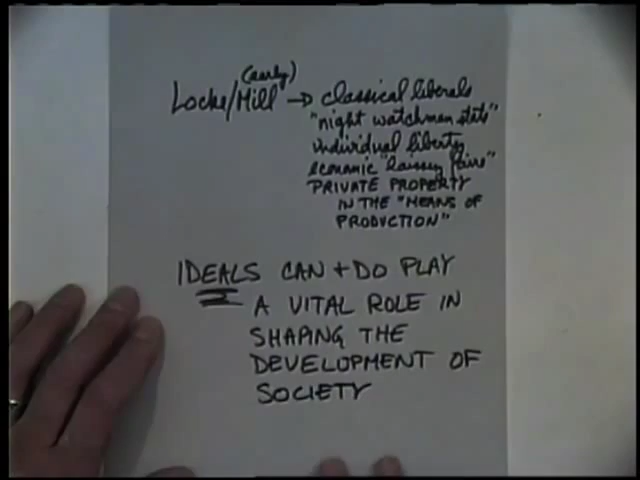 (early)
Locke/Mill → classical liberals
"night watchman state"
individual liberty
economic "laissez faire"
PRIVATE PROPERTY
IN THE "MEANS OF
PRODUCTION"
IDEALS CAN + DO PLAY
A VITAL ROLE IN
SHAPING THE
DEVELOPMENT OF
SOCIETY